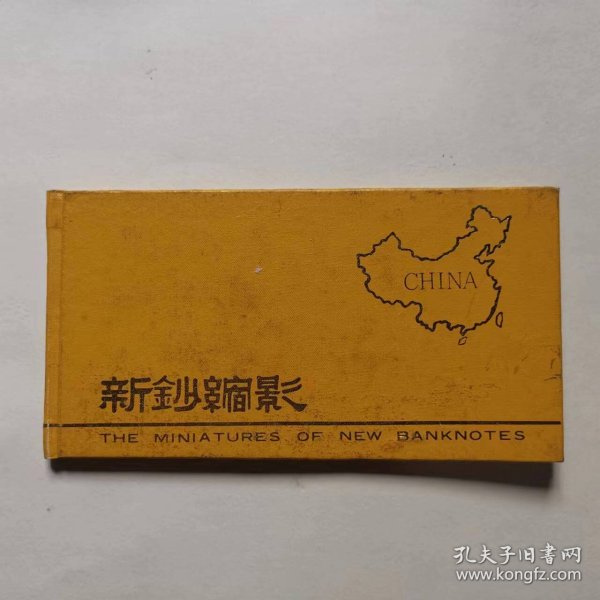 CHINA
新鈔縮影
THE MINIATURES OF NEW BANKNOTES
孔夫子旧书网
www.kongfz.com